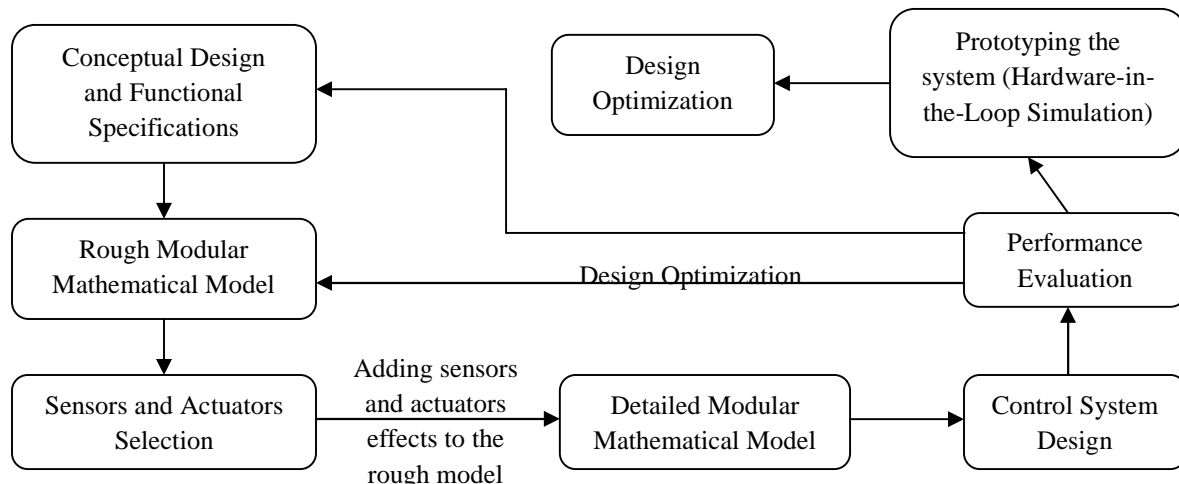 Conceptual Design
and Functional
Specifications
Design
Optimization
Prototyping the
system (Hardware-in-
the-Loop Simulation)
Rough Modular
Mathematical Model
Design Optimization
Performance
Evaluation
Sensors and Actuators
Selection
Adding sensors
and actuators
effects to the
rough model
Detailed Modular
Mathematical Model
Control System
Design